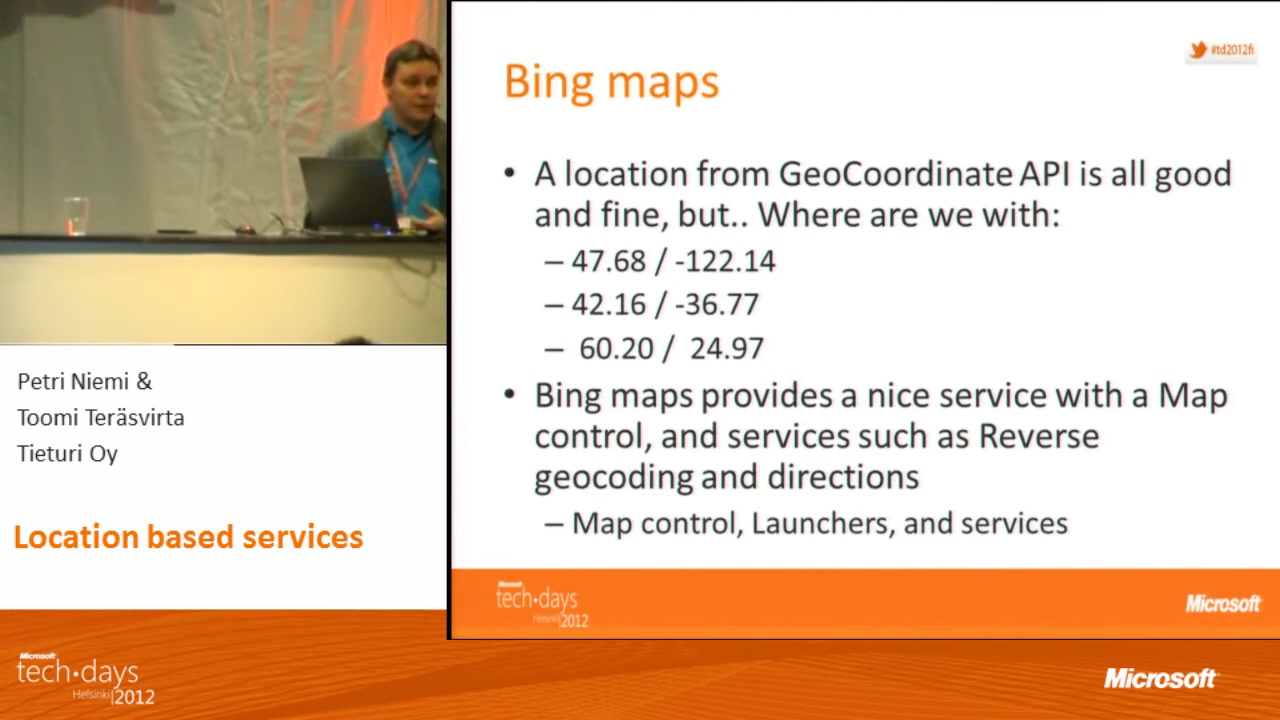 #td2012fi
Bing maps
• A location from GeoCoordinate API is all good
and fine, but.. Where are we with:
– 47.68 / -122.14
– 42.16 / -36.77
– 60.20 / 24.97
• Bing maps provides a nice service with a Map
control, and services such as Reverse
geocoding and directions
– Map control, Launchers, and services
Microsoft
tech·days
Helsinki|2012
Microsoft
Petri Niemi &
Toomi Teräsvirta
Tieturi Oy
Location based services
Microsoft
tech·days
Helsinki|2012
Microsoft